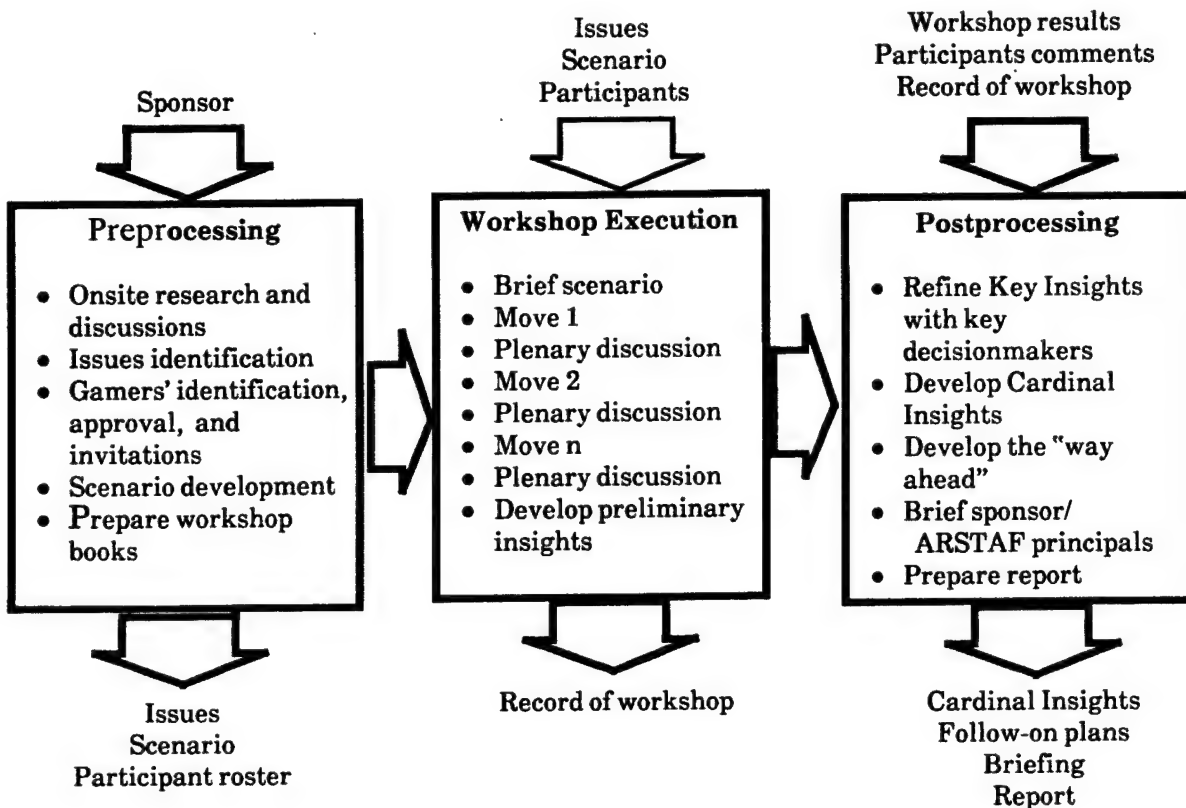 Sponsor
Preprocessing
• Onsite research and
discussions
• Issues identification
• Gamers' identification,
approval, and
invitations
• Scenario development
• Prepare workshop
books
Issues
Scenario
Participant roster
Issues
Scenario
Participants
Workshop Execution
• Brief scenario
• Move 1
• Plenary discussion
• Move 2
• Plenary discussion
• Move n
• Plenary discussion
• Develop preliminary
insights
Record of workshop
Workshop results
Participants comments
Record of workshop
Postprocessing
• Refine Key Insights
with key
decisionmakers
• Develop Cardinal
Insights
• Develop the "way
ahead"
• Brief sponsor/
ARSTAF principals
• Prepare report
Cardinal Insights
Follow-on plans
Briefing
Report